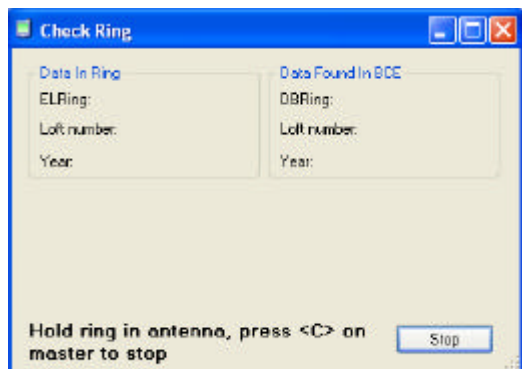 Check Ring
Data In Ring
ELRing:
Loft number:
Year:
Data Found In BCE
DBRing:
Loft number:
Year:
Hold ring in antenna, press <C> on
master to stop
Stop